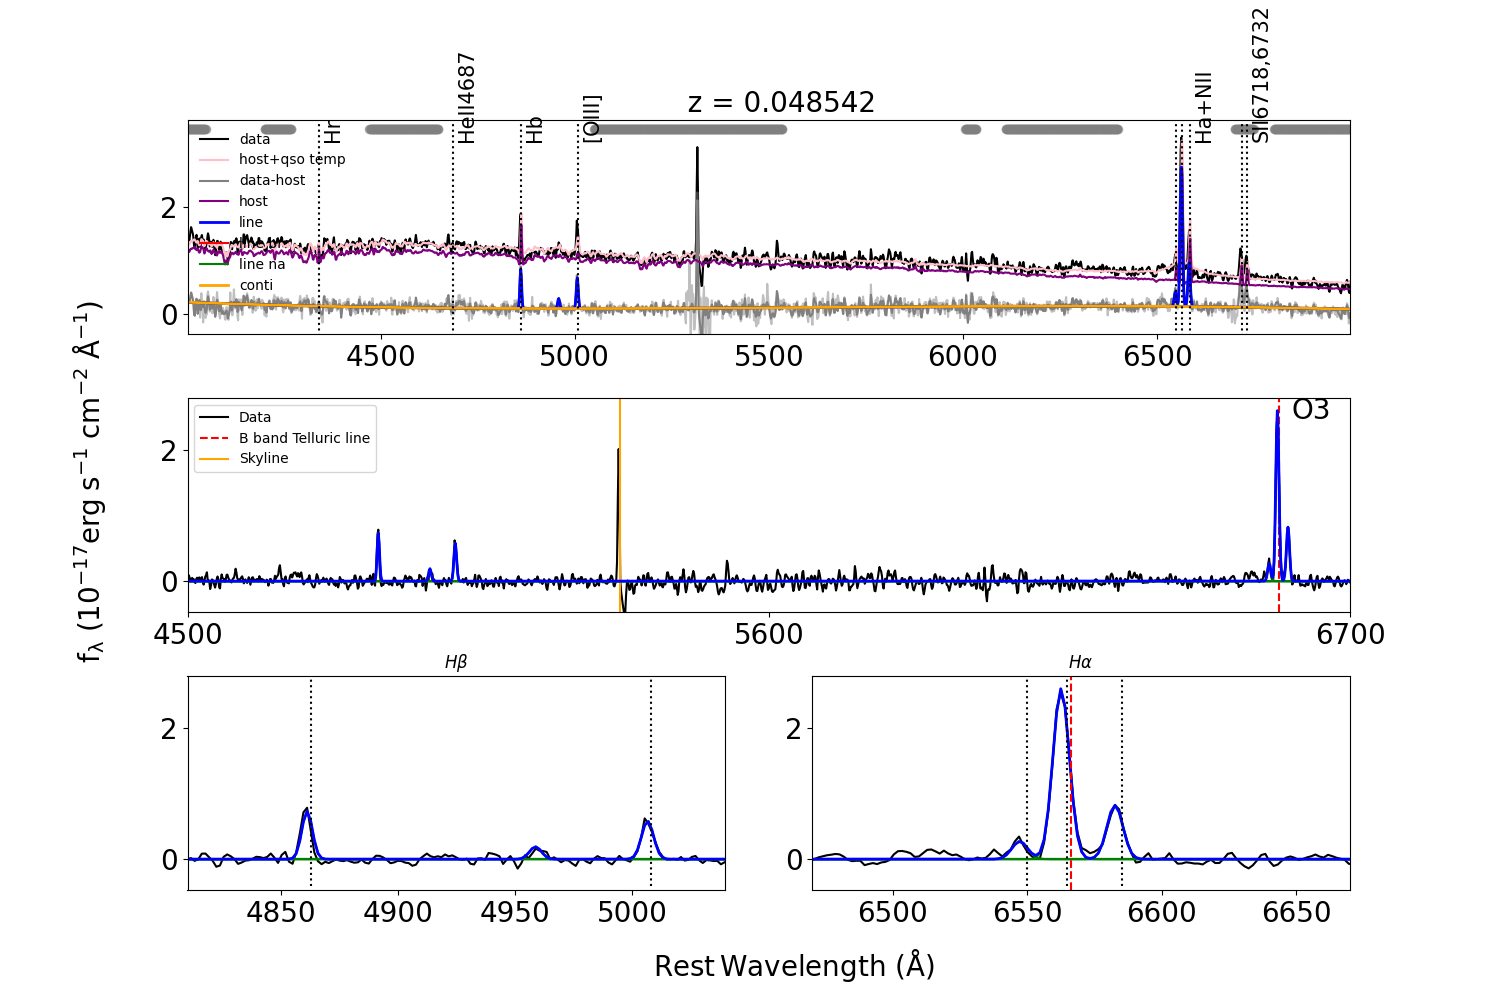 z = 0.048542
Hr
HeII4687
Hb
[OIII]
Ha+NII
SII6718,6732
data
host+qso temp
data-host
host
line
line na
conti
2
0
4500
5000
5500
6000
6500
Data
B band Telluric line
Skyline
O3
2
0
4500
5600
6700
fλ (10⁻¹⁷erg s⁻¹ cm⁻² Å⁻¹)
Hβ
2
0
4850
4900
4950
5000
Hα
2
0
6500
6550
6600
6650
Rest Wavelength (Å)